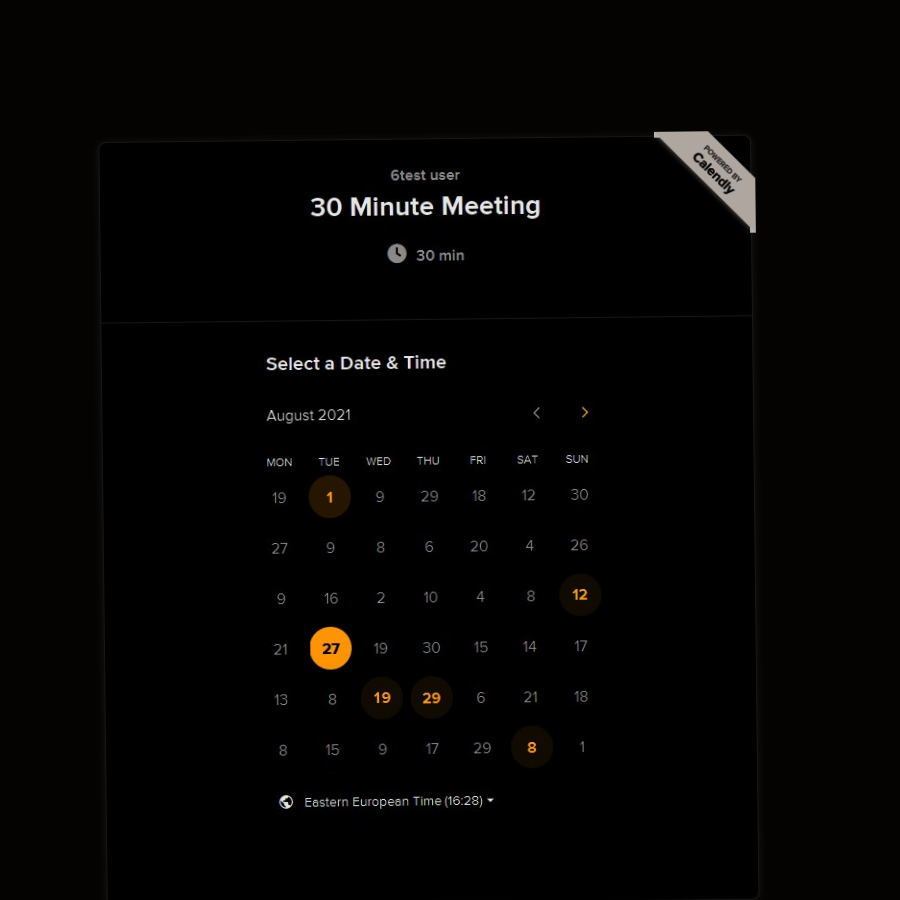 POWERED BY
Calendly
6test user
30 Minute Meeting
30 min
Select a Date & Time
August 2021
MON TUE WED THU FRI SAT SUN
19 1 9 29 18 12 30
27 9 8 6 20 4 26
9 16 2 10 4 8 12
21 27 19 30 15 14 17
13 8 19 29 6 21 18
8 15 9 17 29 8 1
Eastern European Time (16:28)